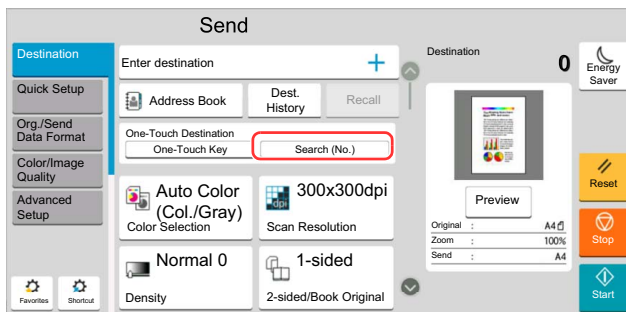 Send
Destination
Quick Setup
Org./Send
Data Format
Color/Image
Quality
Advanced
Setup
Favorites
Shortcut
Enter destination
+
Address Book
Dest.
History
Recall
One-Touch Destination
One-Touch Key
Search (No.)
Auto Color
(Col./Gray)
Color Selection
dpi
300x300dpi
Scan Resolution
Normal 0
Density
1-sided
2-sided/Book Original
Destination
0
Preview
Original : A4
Zoom : 100%
Send : A4
Energy
Saver
Reset
Stop
Start